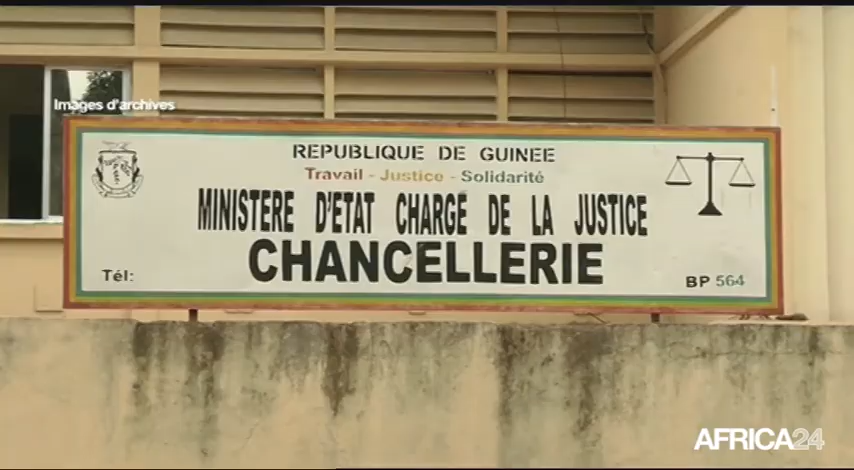 Images d'archives
REPUBLIQUE DE GUINEE
Travail - Justice - Solidarité
MINISTERE D'ETAT CHARGE DE LA JUSTICE
CHANCELLERIE
Tél:
BP 564
AFRICA24